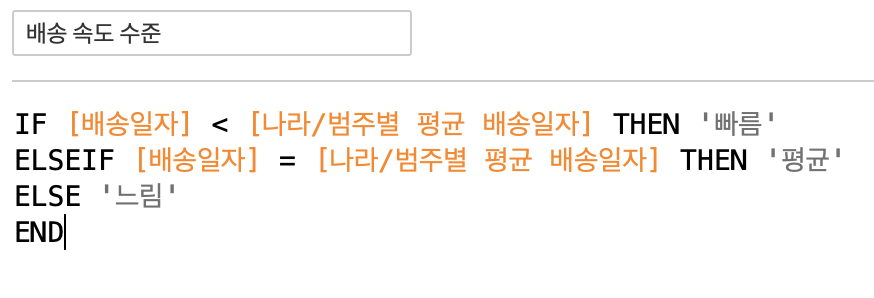 배송 속도 수준
IF [배송일자] < [나라/범주별 평균 배송일자] THEN '빠름'
ELSEIF [배송일자] = [나라/범주별 평균 배송일자] THEN '평균'
ELSE '느림'
END